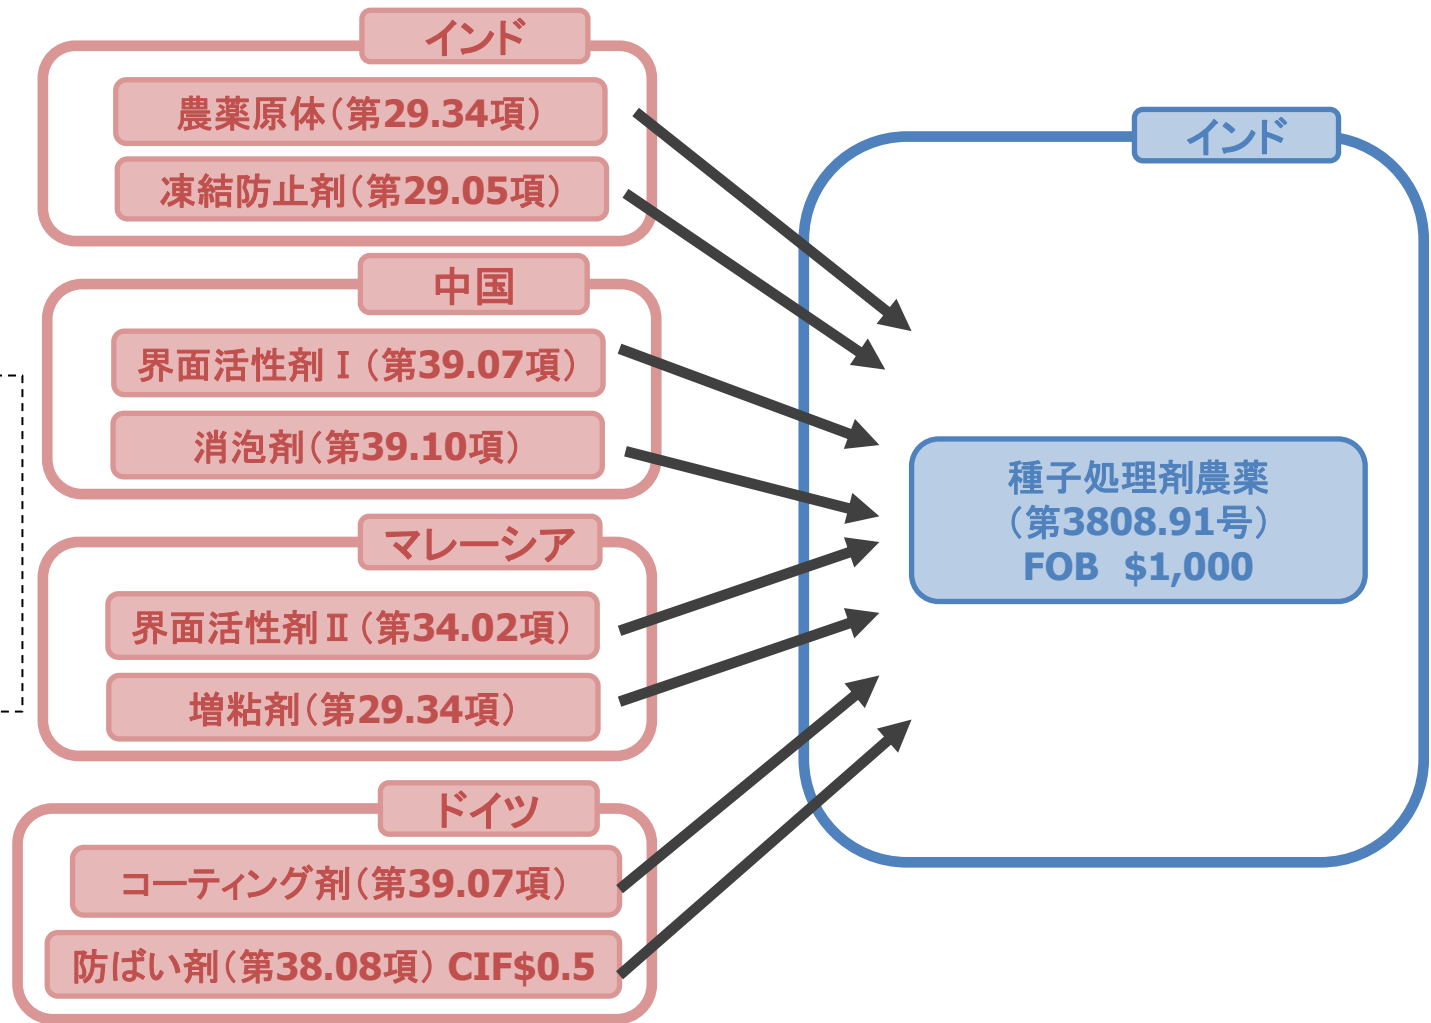 インド
農薬原体（第29.34項）
凍結防止剤（第29.05項）
中国
界面活性剤Ⅰ（第39.07項）
消泡剤（第39.10項）
マレーシア
界面活性剤Ⅱ（第34.02項）
増粘剤（第29.34項）
ドイツ
コーティング剤（第39.07項）
防ばい剤（第38.08項）CIF$0.5
インド
種子処理剤農薬
（第3808.91号）
FOB $1,000